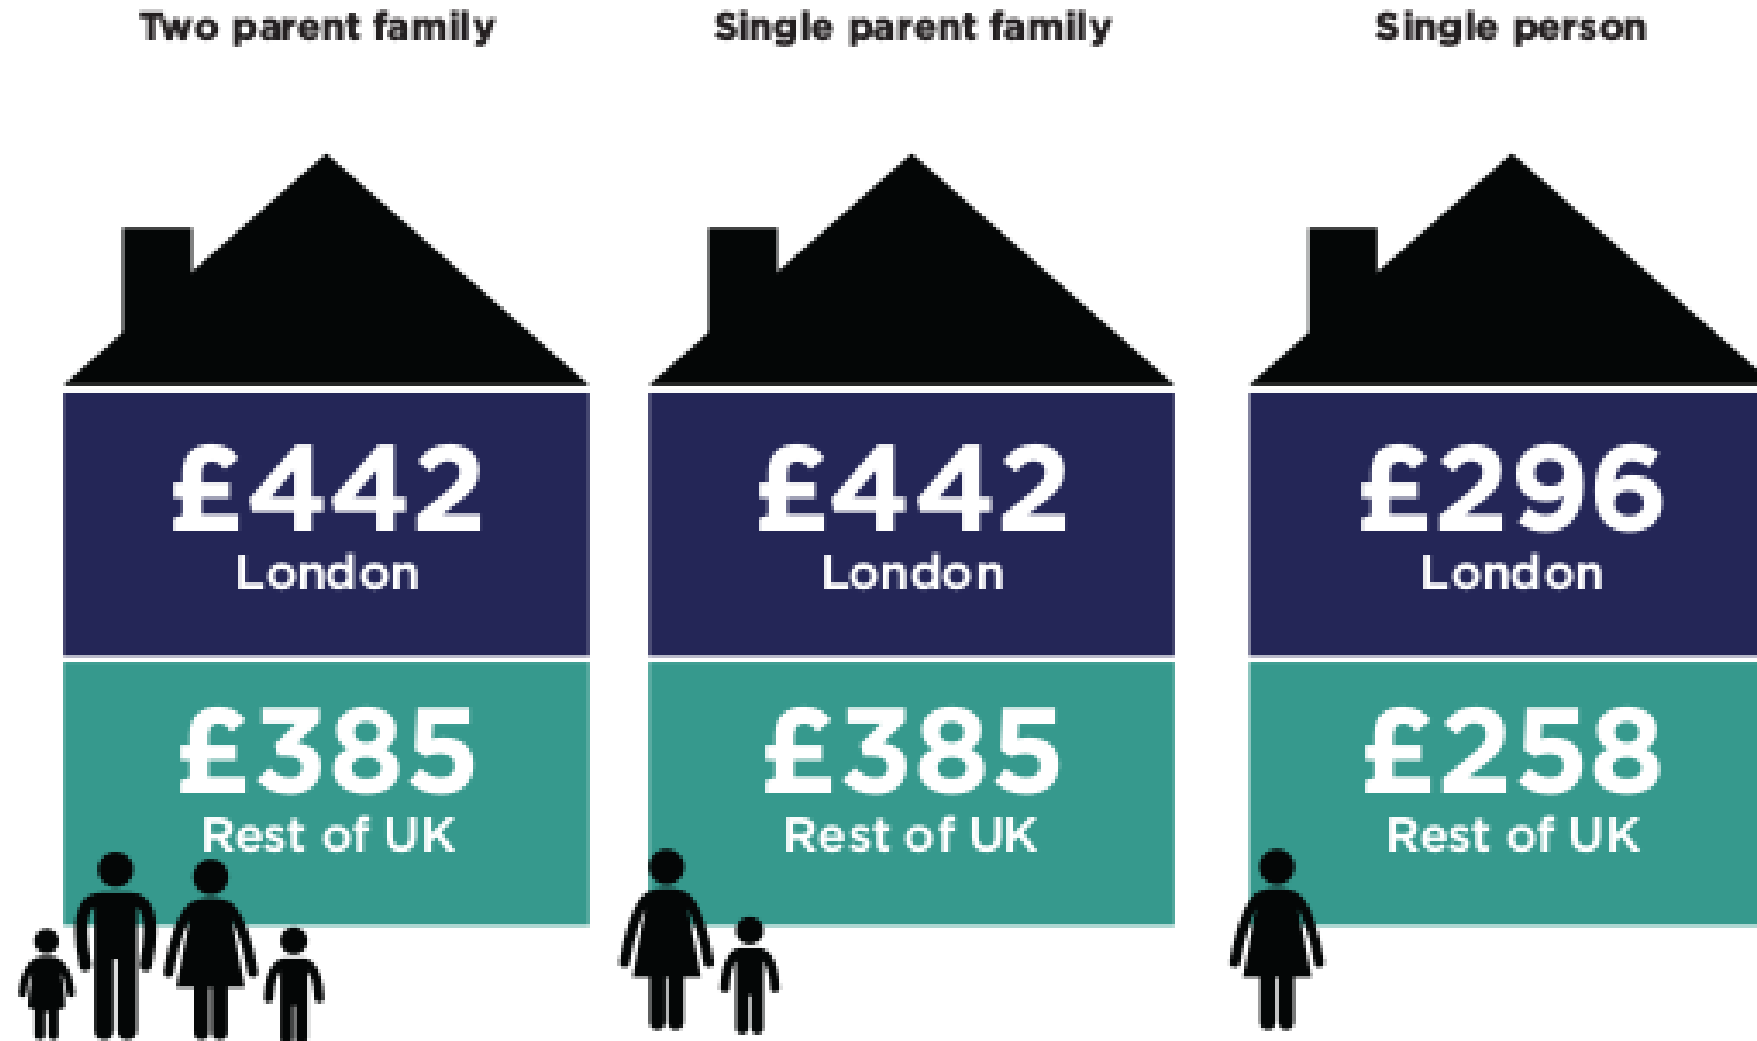 Two parent family
Single parent family
Single person
£442
London
£442
London
£296
London
£385
Rest of UK
£385
Rest of UK
£258
Rest of UK